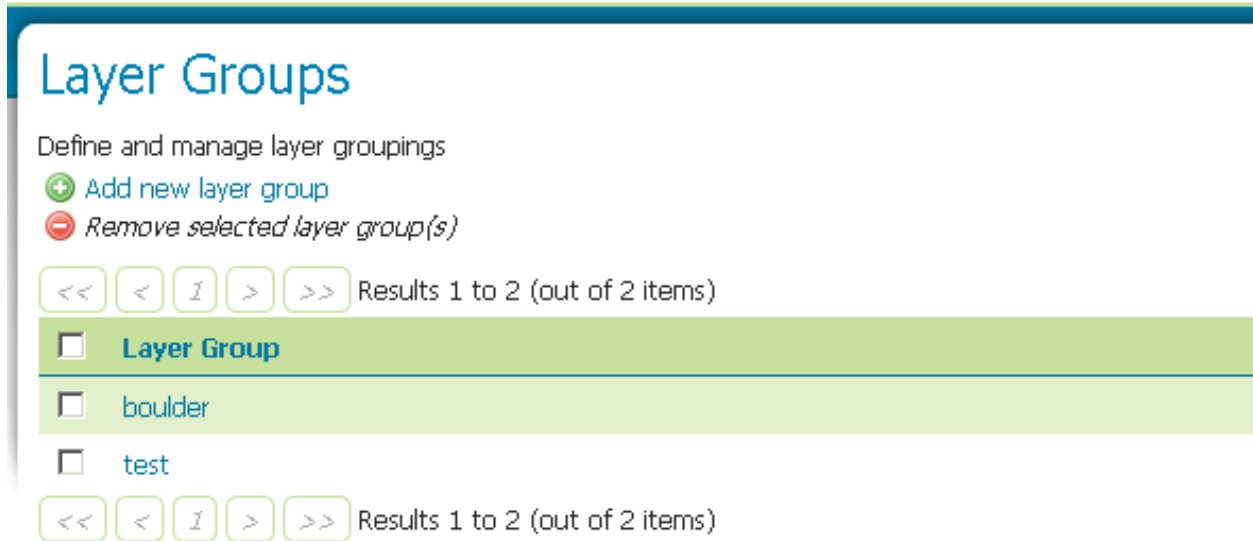 Layer Groups
Define and manage layer groupings
Add new layer group
Remove selected layer group(s)
<< < 1 > >> Results 1 to 2 (out of 2 items)
Layer Group
boulder
test
<< < 1 > >> Results 1 to 2 (out of 2 items)